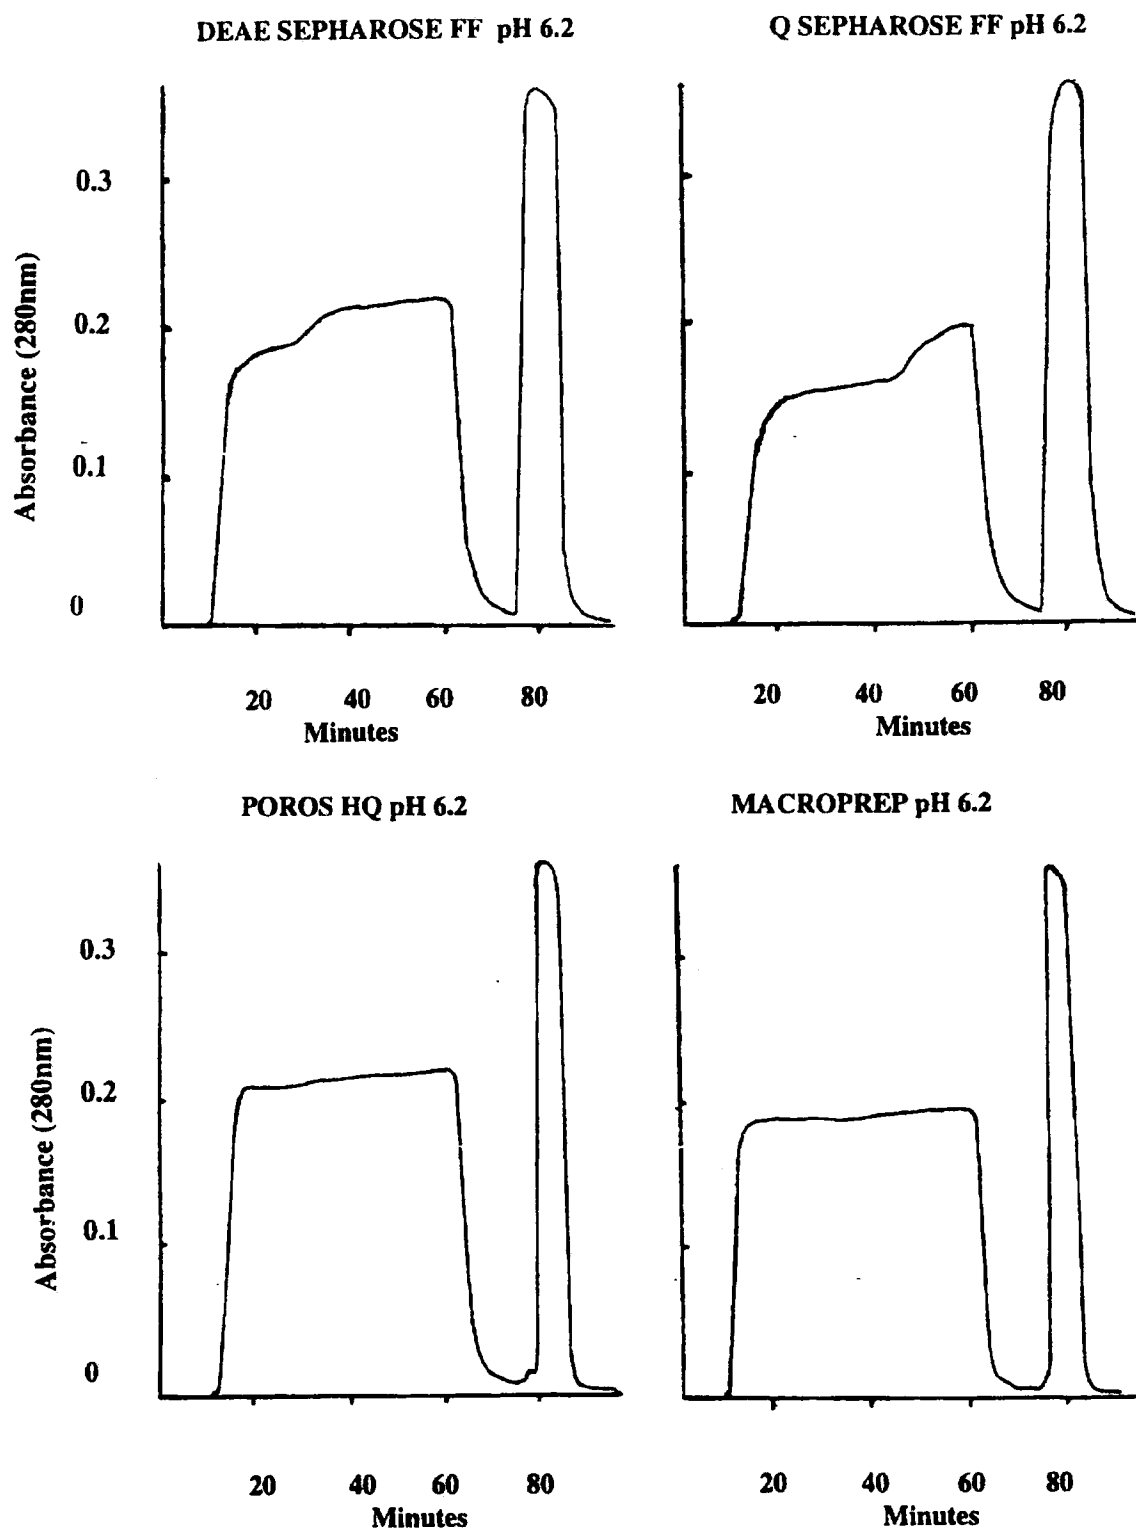 DEAE SEPHAROSE FF pH 6.2
0.3
0.2
0.1
0
Absorbance (280nm)
20 40 60 80
Minutes
Q SEPHAROSE FF pH 6.2
20 40 60 80
Minutes
POROS HQ pH 6.2
0.3
0.2
0.1
0
Absorbance (280nm)
20 40 60 80
Minutes
MACROPREP pH 6.2
20 40 60 80
Minutes